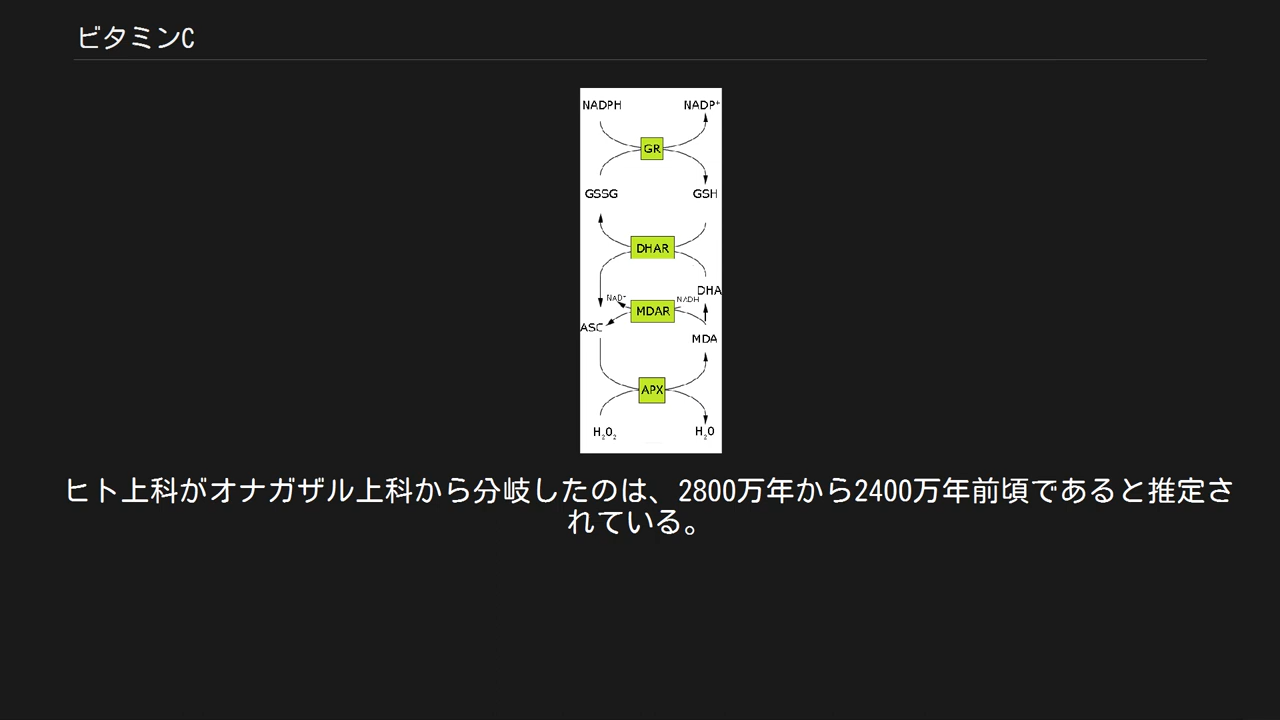 ビタミンC
NADPH NADP⁺
GR
GSSG GSH
DHAR
DHA
NAD⁺ NADH
MDAR
ASC
MDA
APX
H₂O₂ H₂O
ヒト上科がオナガザル上科から分岐したのは、2800万年から2400万年前頃であると推定さ
れている。